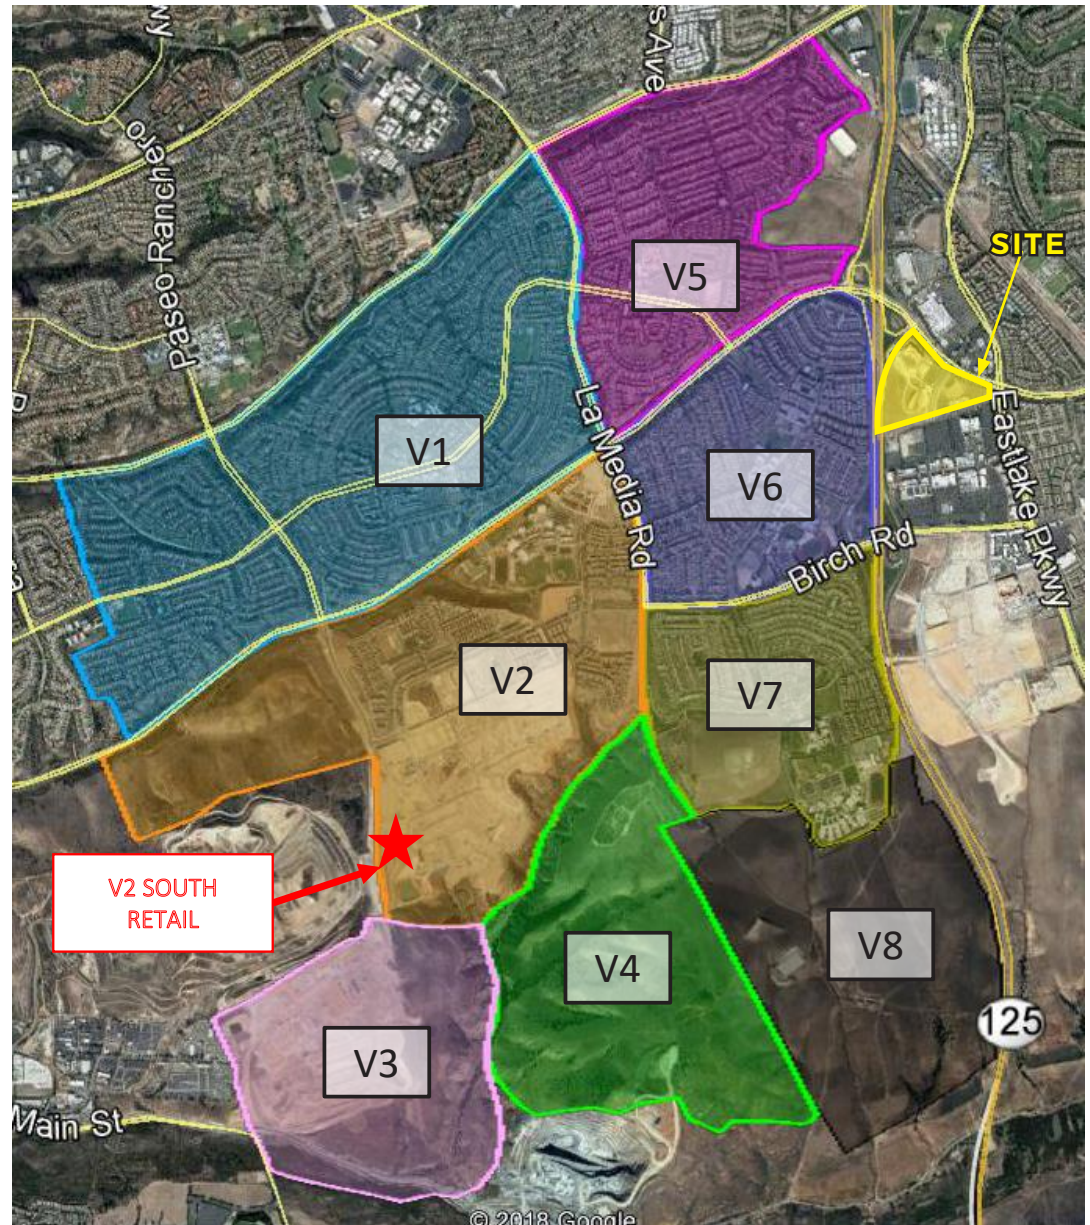 my
s Ave
Paseo Ranchero
SITE
V5
La Media Rd
V1
V6
Eastlake Pkwy
Birch Rd
V2
V7
V2 SOUTH
RETAIL
V4
V8
125
V3
Main St
© 2018 Google